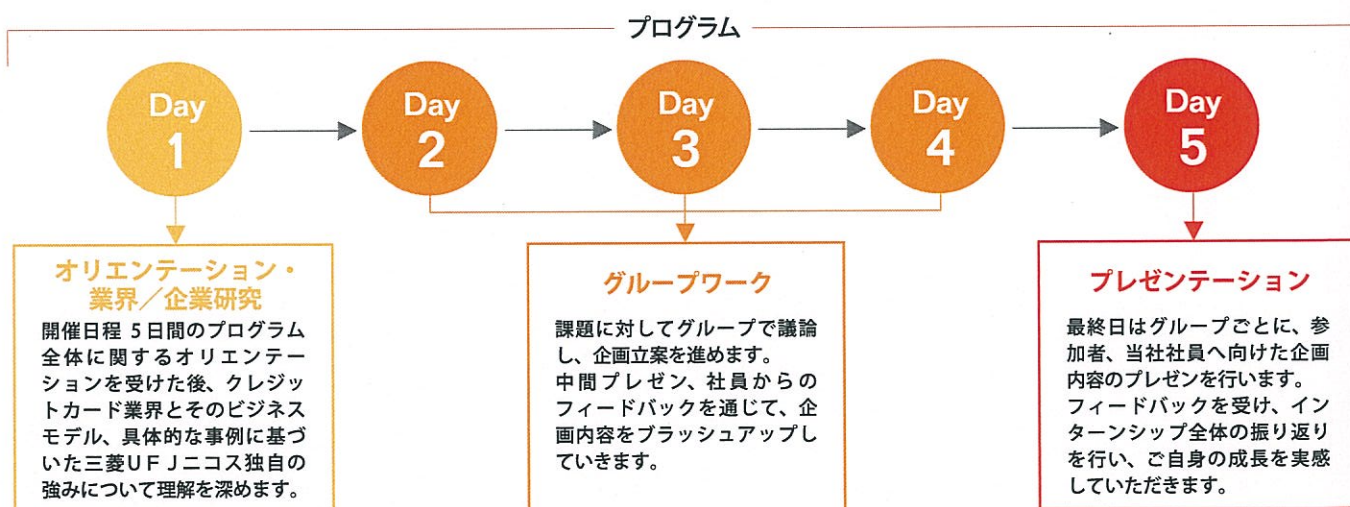 プログラム
Day
1
Day
2
Day
3
Day
4
Day
5
オリエンテーション・
業界／企業研究
開催日程 5日間のプログラム
全体に関するオリエンテー
ションを受けた後、クレジッ
トカード業界とそのビジネス
モデル、具体的な事例に基づ
いた三菱UFJニコス独自の
強みについて理解を深めます。
グループワーク
課題に対してグループで議論
し、企画立案を進めます。
中間プレゼン、社員からの
フィードバックを通じて、企
画内容をブラッシュアップし
ていきます。
プレゼンテーション
最終日はグループごとに、参
加者、当社社員へ向けた企画
内容のプレゼンを行います。
フィードバックを受け、イン
ターンシップ全体の振り返り
を行い、ご自身の成長を実感
していただきます。